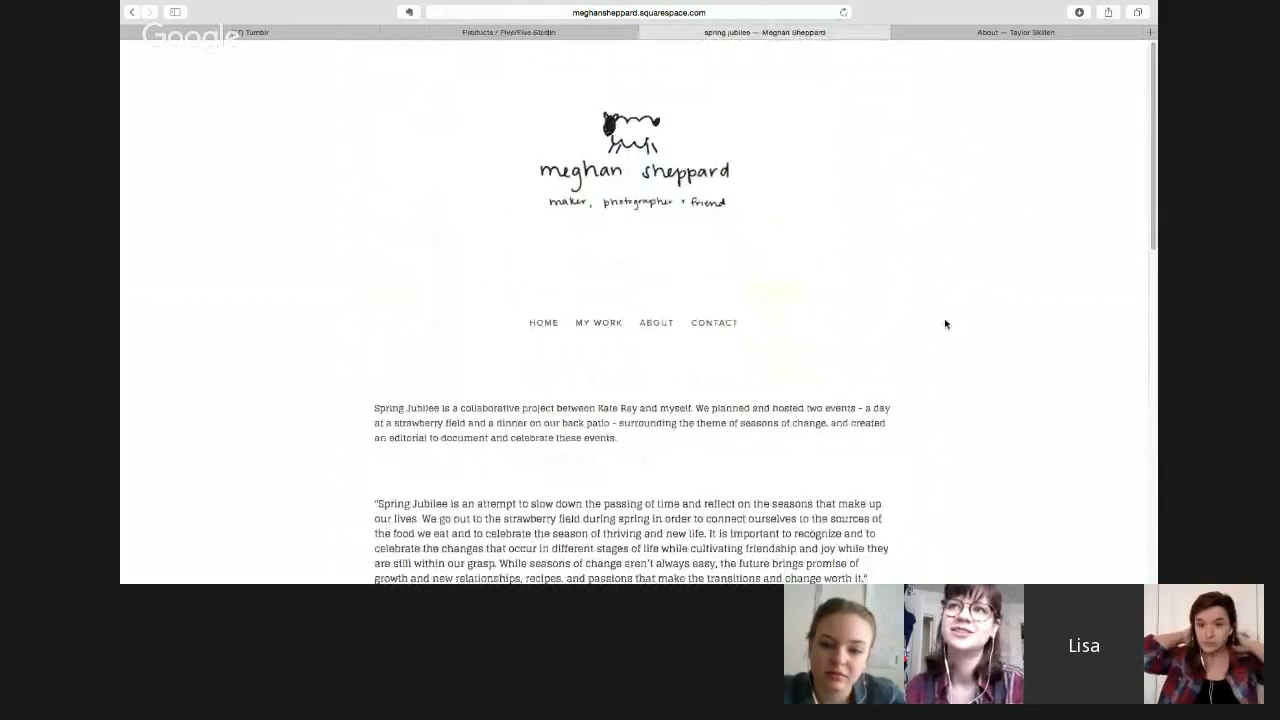 meghansheppard.squarespace.com
Google
) Tumblr
Products / Five/Five Studio
spring jubilee — Meghan Sheppard
About — Taylor Skillen
meghan sheppard
maker, photographer + friend
HOME MY WORK ABOUT CONTACT
Spring Jubilee is a collaborative project between Kate Ray and myself. We planned and hosted two events - a day
at a strawberry field and a dinner on our back patio - surrounding the theme of seasons of change, and created
an editorial to document and celebrate these events.
"Spring Jubilee is an attempt to slow down the passing of time and reflect on the seasons that make up
our lives. We go out to the strawberry field during spring in order to connect ourselves to the sources of
the food we eat and to celebrate the season of thriving and new life. It is important to recognize and to
celebrate the changes that occur in different stages of life while cultivating friendship and joy while they
are still within our grasp. While seasons of change aren't always easy, the future brings promise of
growth and new relationships, recipes, and passions that make the transitions and change worth it."
Lisa